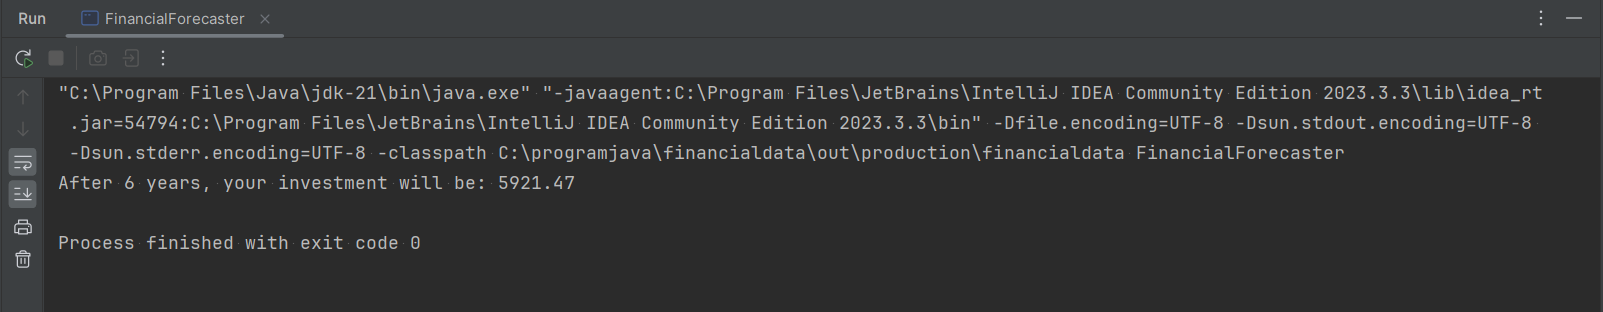 Run FinancialForecaster
"C:\Program Files\Java\jdk-21\bin\java.exe" "-javaagent:C:\Program Files\JetBrains\IntelliJ IDEA Community Edition 2023.3.3\lib\idea_rt
.jar=54794:C:\Program Files\JetBrains\IntelliJ IDEA Community Edition 2023.3.3\bin" -Dfile.encoding=UTF-8 -Dsun.stdout.encoding=UTF-8
-Dsun.stderr.encoding=UTF-8 -classpath C:\programjava\financialdata\out\production\financialdata FinancialForecaster
After 6 years, your investment will be: 5921.47
Process finished with exit code 0